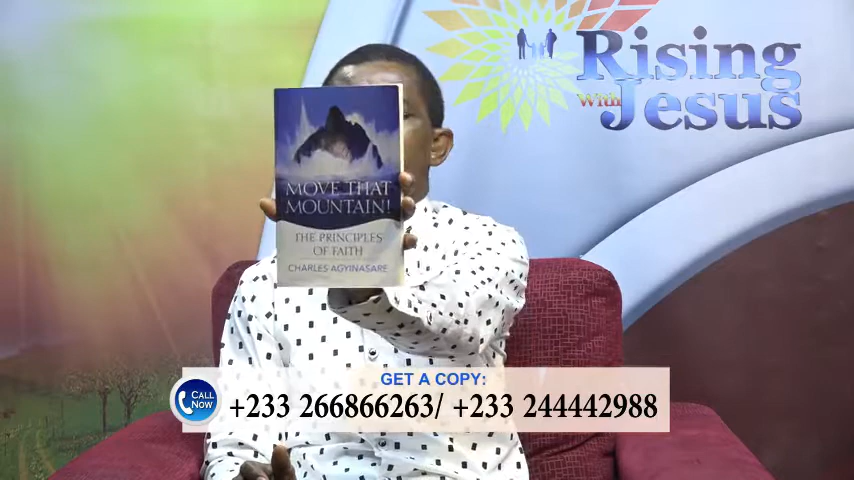 Rising
With
Jesus
MOVE THAT
MOUNTAIN!
THE PRINCIPLES
OF FAITH
CHARLES AGYINASARE
GET A COPY:
CALL
NOW
+233 266866263/ +233 244442988